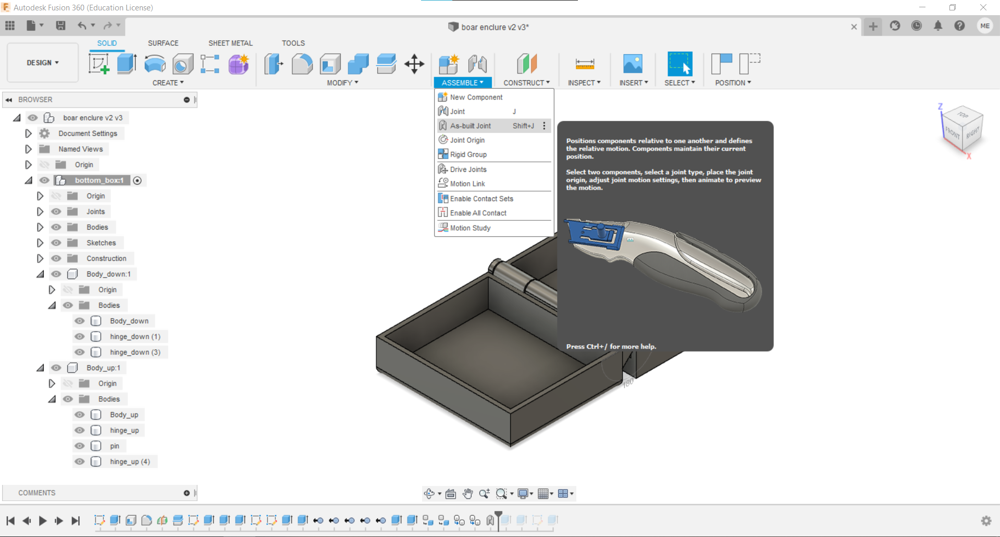 Autodesk Fusion 360 (Education License)
boar enclure v2 v3*
ME
SOLID
SURFACE
SHEET METAL
TOOLS
DESIGN
CREATE
MODIFY
ASSEMBLE
CONSTRUCT
INSPECT
INSERT
SELECT
POSITION
BROWSER
boar enclure v2 v3
Document Settings
Named Views
Origin
bottom_box:1
Origin
Joints
Bodies
Sketches
Construction
Body_down:1
Origin
Bodies
Body_down
hinge_down (1)
hinge_down (3)
Body_up:1
Origin
Bodies
Body_up
hinge_up
pin
hinge_up (4)
New Component
Joint J
As-built Joint Shift+J
Joint Origin
Rigid Group
Drive Joints
Motion Link
Enable Contact Sets
Enable All Contact
Motion Study
Positions components relative to one another and defines
the relative motion. Components maintain their current
position.
Select two components, select a joint type, place the joint
origin, adjust joint motion settings, then animate to preview
the motion.
Press Ctrl+/ for more help.
Z
TOP
FRONT
RIGHT
X
180
COMMENTS